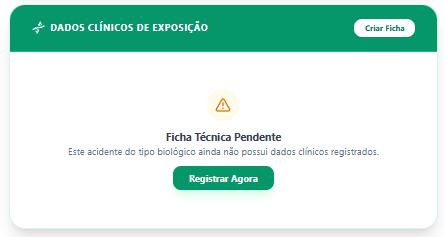 DADOS CLÍNICOS DE EXPOSIÇÃO
Criar Ficha
Ficha Técnica Pendente
Este acidente do tipo biológico ainda não possui dados clínicos registrados.
Registrar Agora